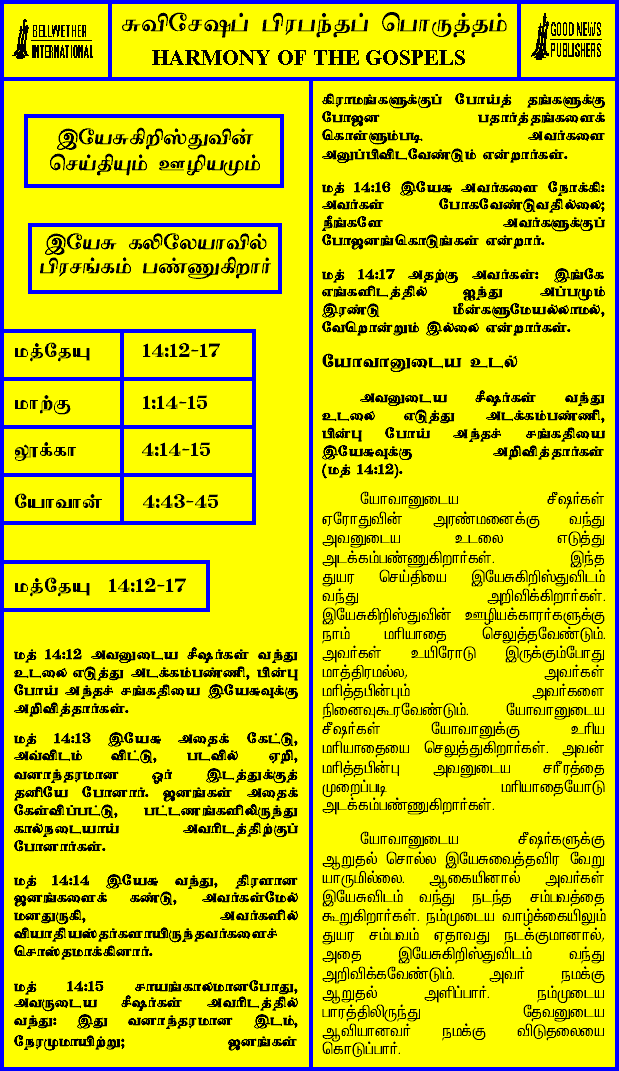 BELLWETHER
INTERNATIONAL
சுவிசேஷப் பிரபந்தப் பொருத்தம்
HARMONY OF THE GOSPELS
GOOD NEWS
PUBLISHERS
இயேசுகிறிஸ்துவின்
செய்தியும் ஊழியமும்
இயேசு கலிலேயாவில்
பிரசங்கம் பண்ணுகிறார்
மத்தேயு 14:12-17
மாற்கு 1:14-15
லூக்கா 4:14-15
யோவான் 4:43-45
மத்தேயு 14:12-17
மத் 14:12 அவனுடைய சீஷர்கள் வந்து
உடலை எடுத்து அடக்கம்பண்ணி, பின்பு
போய் அந்தச் சங்கதியை இயேசுவுக்கு
அறிவித்தார்கள்.
மத் 14:13 இயேசு அதைக் கேட்டு,
அவ்விடம் விட்டு, படவில் ஏறி,
வனாந்தரமான ஓர் இடத்துக்குத்
தனியே போனார். ஜனங்கள் அதைக்
கேள்விப்பட்டு, பட்டணங்களிலிருந்து
கால்நடையாய் அவரிடத்திற்குப்
போனார்கள்.
மத் 14:14 இயேசு வந்து, திரளான
ஜனங்களைக் கண்டு, அவர்கள்மேல்
மனதுருகி, அவர்களில்
வியாதியஸ்தர்களாயிருந்தவர்களைச்
சொஸ்தமாக்கினார்.
மத் 14:15 சாயங்காலமானபோது,
அவருடைய சீஷர்கள் அவரிடத்தில்
வந்து: இது வனாந்தரமான இடம்,
நேரமுமாயிற்று; ஜனங்கள்
கிராமங்களுக்குப் போய்த் தங்களுக்கு
போஜன பதார்த்தங்களைக்
கொள்ளும்படி அவர்களை
அனுப்பிவிடவேண்டும் என்றார்கள்.
மத் 14:16 இயேசு அவர்களை நோக்கி:
அவர்கள் போகவேண்டுவதில்லை;
நீங்களே அவர்களுக்குப்
போஜனங்கொடுங்கள் என்றார்.
மத் 14:17 அதற்கு அவர்கள்: இங்கே
எங்களிடத்தில் ஐந்து அப்பமும்
இரண்டு மீன்களுமேயல்லாமல்,
வேறொன்றும் இல்லை என்றார்கள்.
யோவானுடைய உடல்
அவனுடைய சீஷர்கள் வந்து
உடலை எடுத்து அடக்கம்பண்ணி,
பின்பு போய் அந்தச் சங்கதியை
இயேசுவுக்கு அறிவித்தார்கள்
(மத் 14:12).
யோவானுடைய சீஷர்கள்
ஏரோதுவின் அரண்மனைக்கு வந்து
அவனுடைய உடலை எடுத்து
அடக்கம்பண்ணுகிறார்கள். இந்த
துயர செய்தியை இயேசுகிறிஸ்துவிடம்
வந்து அறிவிக்கிறார்கள்.
இயேசுகிறிஸ்துவின் ஊழியக்காரர்களுக்கு
நாம் மரியாதை செலுத்தவேண்டும்.
அவர்கள் உயிரோடு இருக்கும்போது
மாத்திரமல்ல, அவர்கள்
மரித்தபின்பும் அவர்களை
நினைவுகூரவேண்டும். யோவானுடைய
சீஷர்கள் யோவானுக்கு உரிய
மரியாதையை செலுத்துகிறார்கள். அவன்
மரித்தபின்பு அவனுடைய சரீரத்தை
முறைப்படி மரியாதையோடு
அடக்கம்பண்ணுகிறார்கள்.
யோவானுடைய சீஷர்களுக்கு
ஆறுதல் சொல்ல இயேசுவைத்தவிர வேறு
யாருமில்லை. ஆகையினால் அவர்கள்
இயேசுவிடம் வந்து நடந்த சம்பவத்தை
கூறுகிறார்கள். நம்முடைய வாழ்க்கையிலும்
துயர சம்பவம் ஏதாவது நடக்குமானால்,
அதை இயேசுகிறிஸ்துவிடம் வந்து
அறிவிக்கவேண்டும். அவர் நமக்கு
ஆறுதல் அளிப்பார். நம்முடைய
பாரத்திலிருந்து தேவனுடைய
ஆவியானவர் நமக்கு விடுதலையை
கொடுப்பார்.